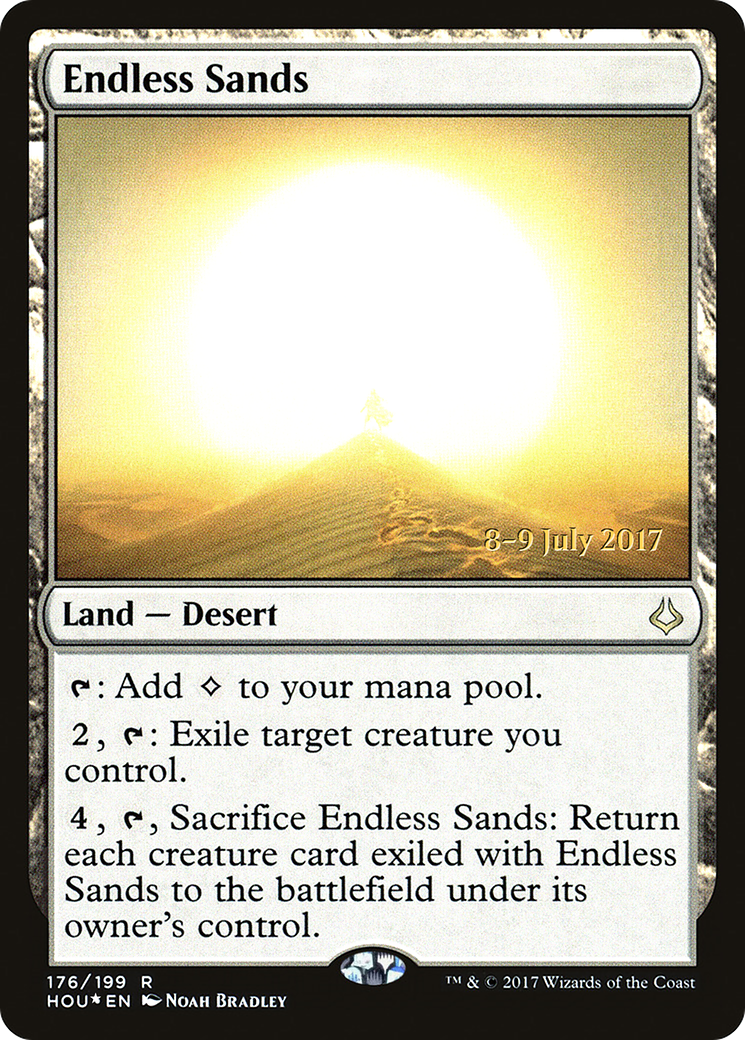 Endless Sands
8–9 July 2017
Land — Desert
: Add to your mana pool.
2, : Exile target creature you
control.
4, , Sacrifice Endless Sands: Return
each creature card exiled with Endless
Sands to the battlefield under its
owner's control.
176/199 R
HOU★EN Noah Bradley
™ & © 2017 Wizards of the Coast